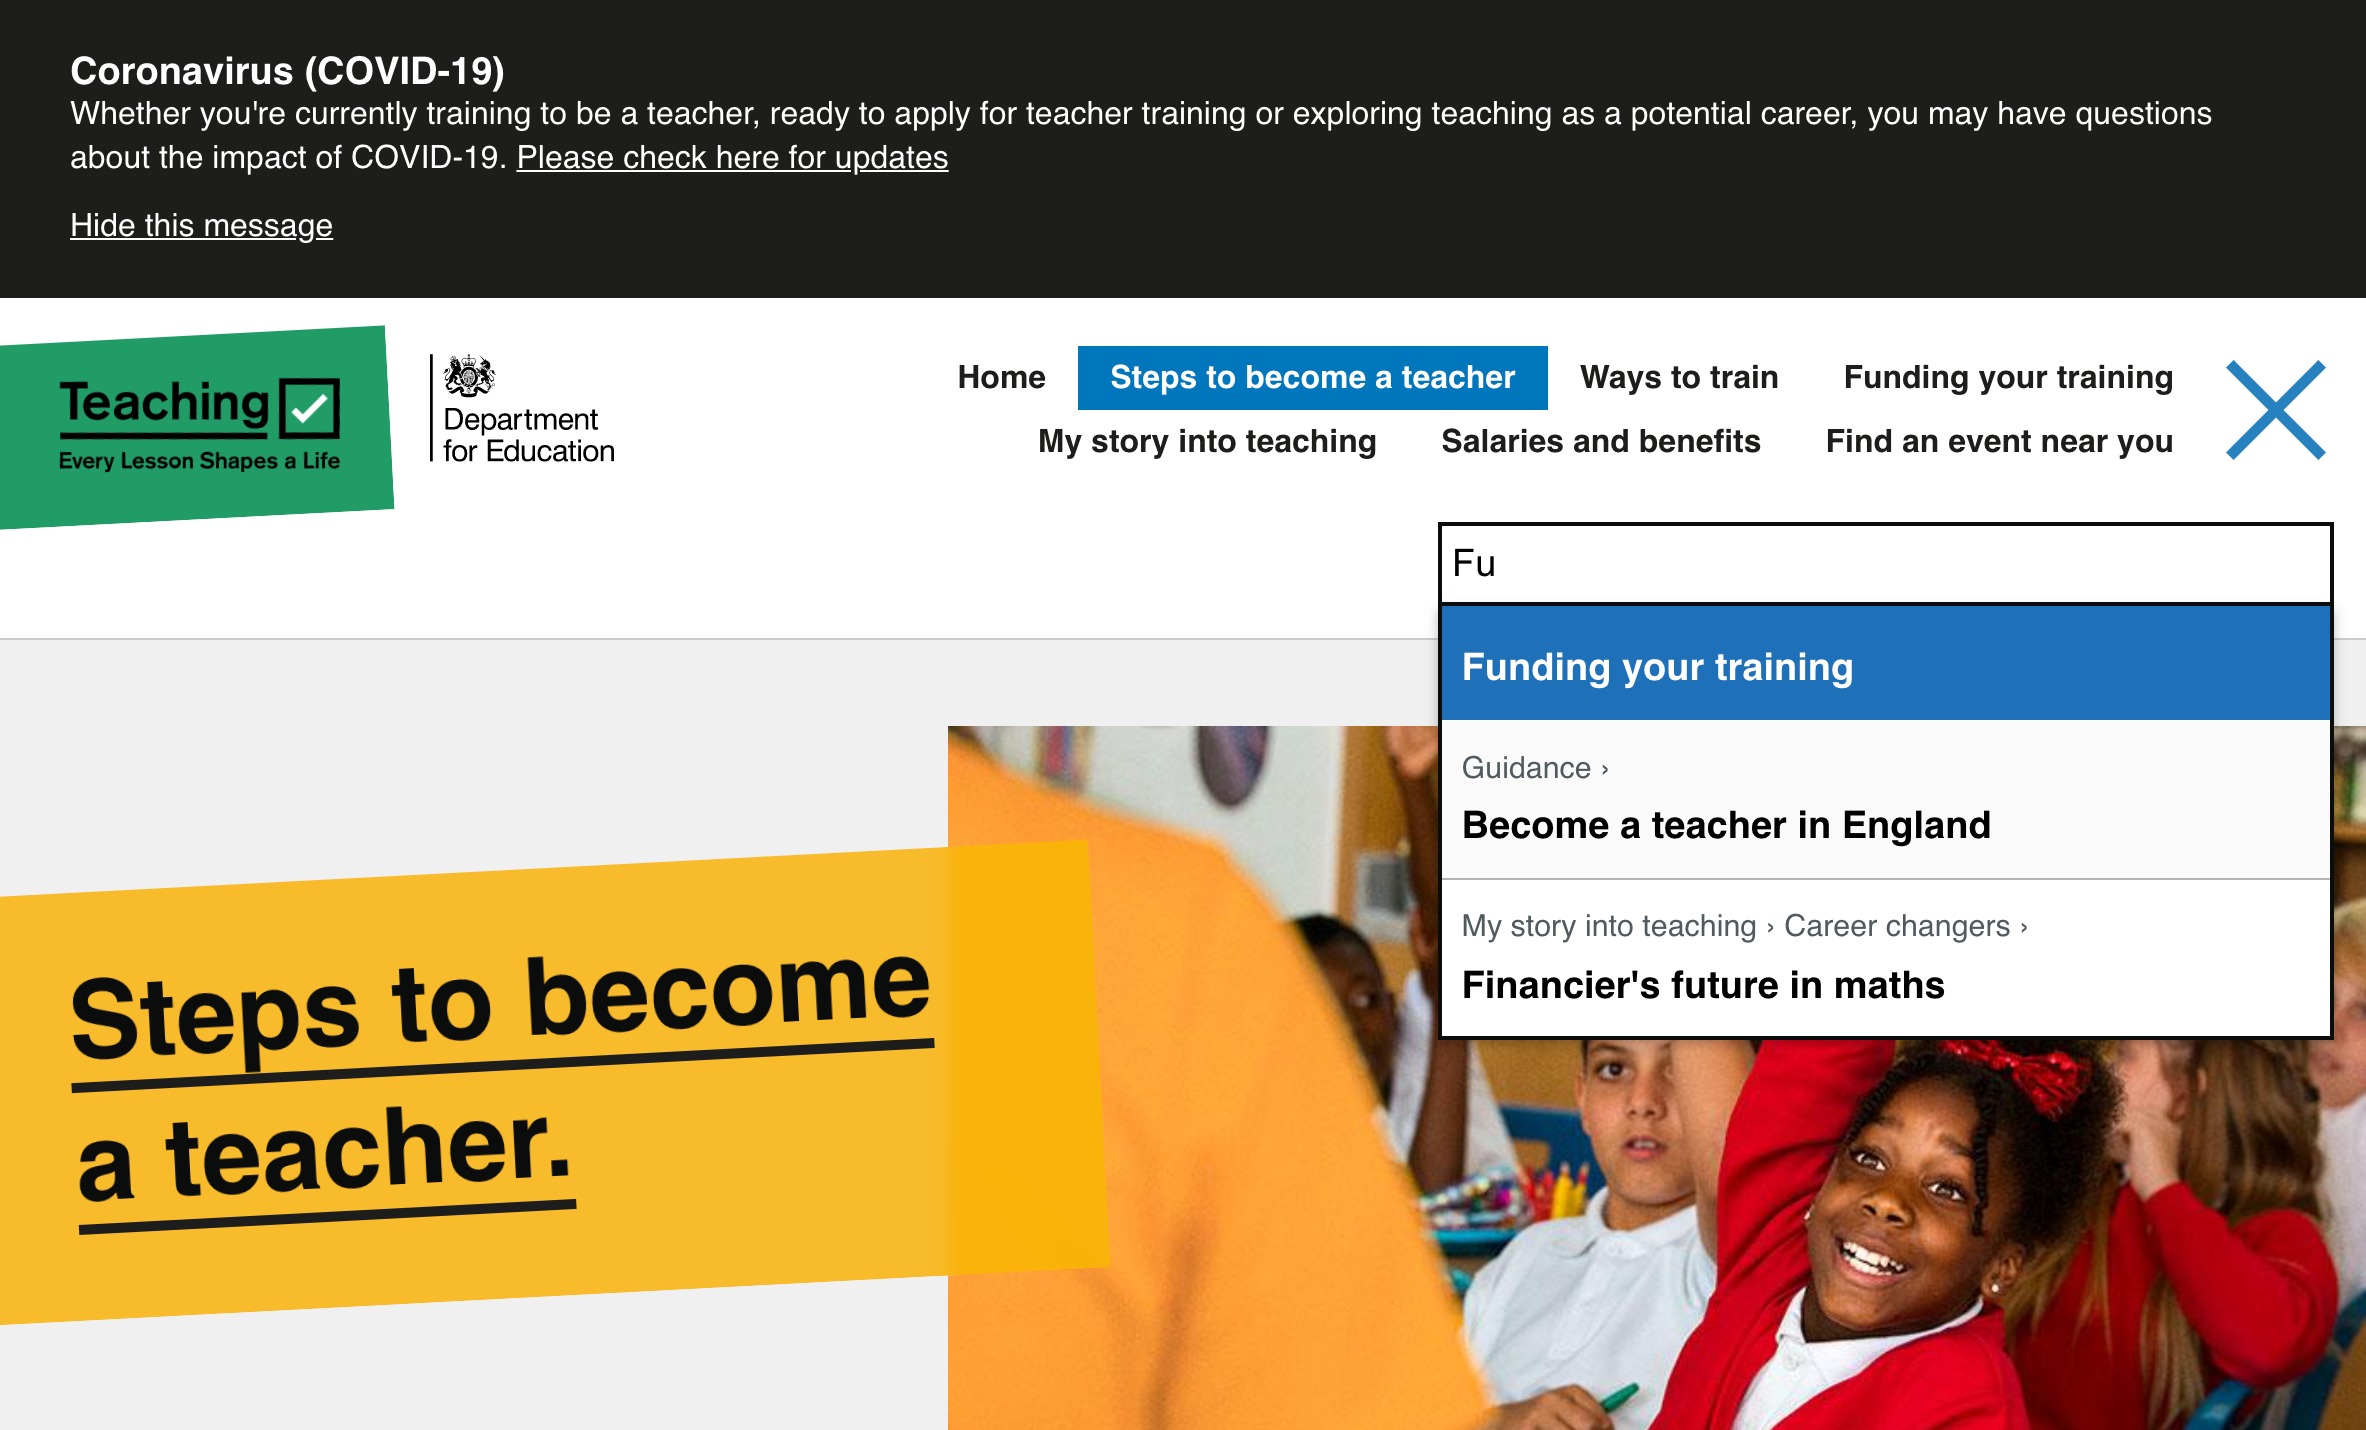 Coronavirus (COVID-19)
Whether you're currently training to be a teacher, ready to apply for teacher training or exploring teaching as a potential career, you may have questions
about the impact of COVID-19. Please check here for updates
Hide this message
Teaching
Every Lesson Shapes a Life
Department
for Education
Home Steps to become a teacher Ways to train Funding your training
My story into teaching Salaries and benefits Find an event near you
Fu
Funding your training
Guidance ›
Become a teacher in England
My story into teaching › Career changers ›
Financier's future in maths
Steps to become
a teacher.